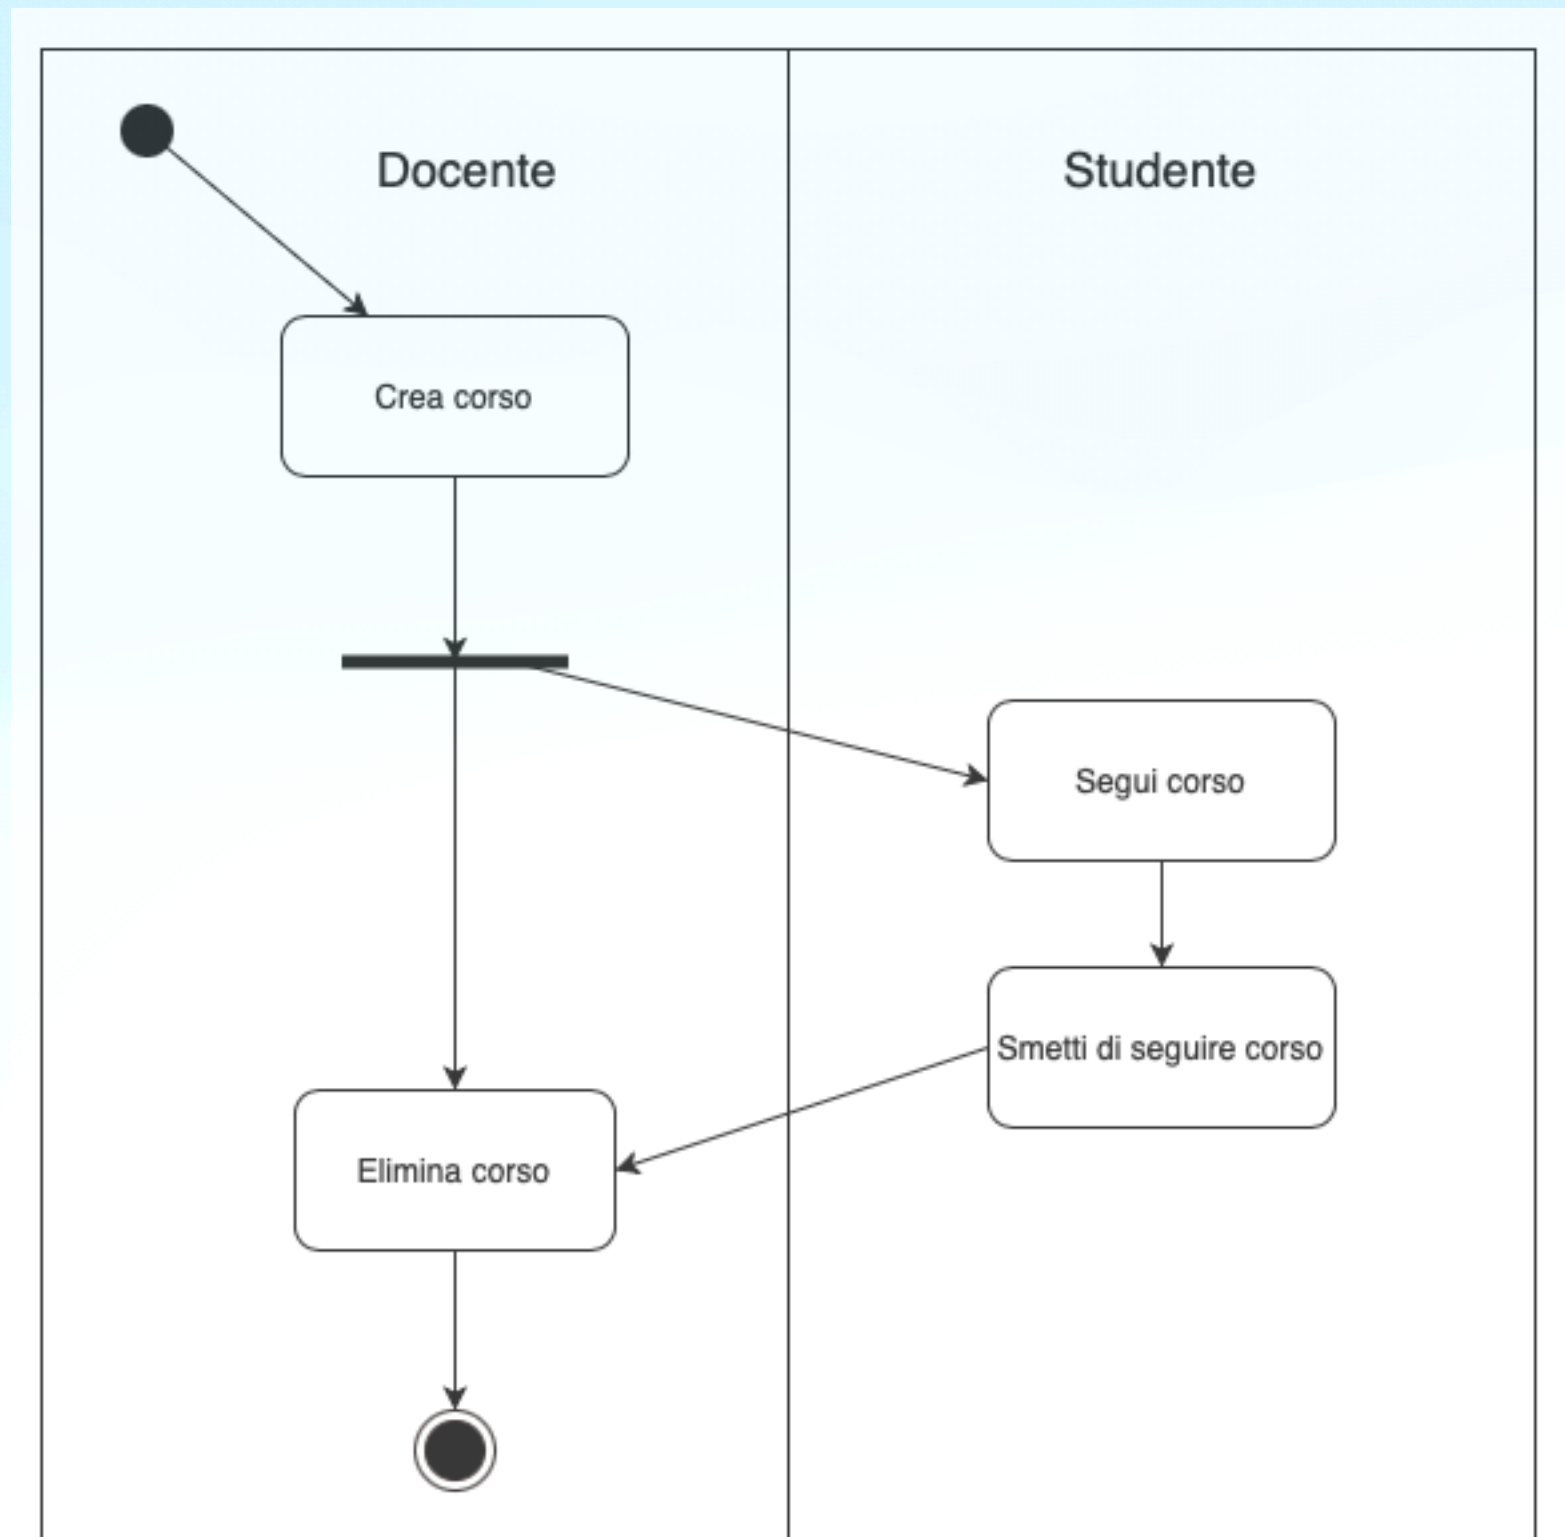 Docente
Studente
Crea corso
Segui corso
Smetti di seguire corso
Elimina corso